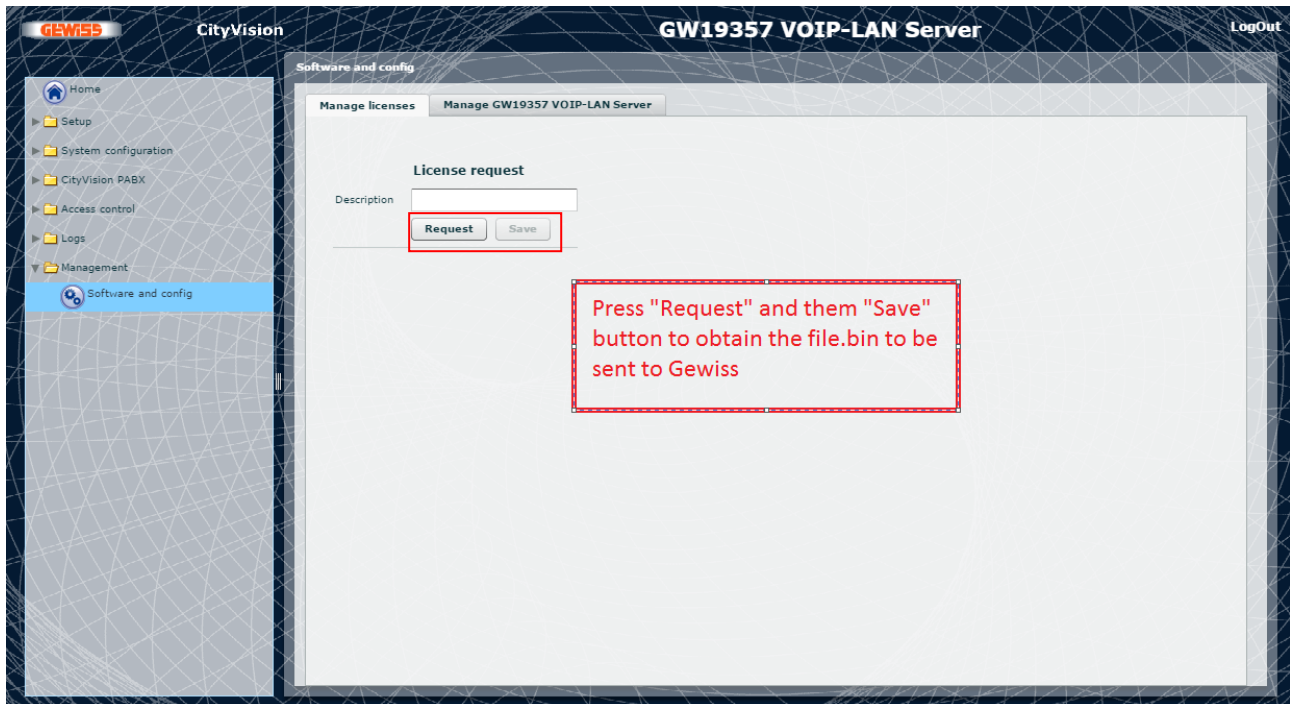 GEWISS CityVision GW19357 VOIP-LAN Server LogOut
Software and config
Home
Setup
System configuration
CityVision PABX
Access control
Logs
Management
Software and config
Manage licenses Manage GW19357 VOIP-LAN Server
License request
Description
Request Save
Press "Request" and them "Save"
button to obtain the file.bin to be
sent to Gewiss